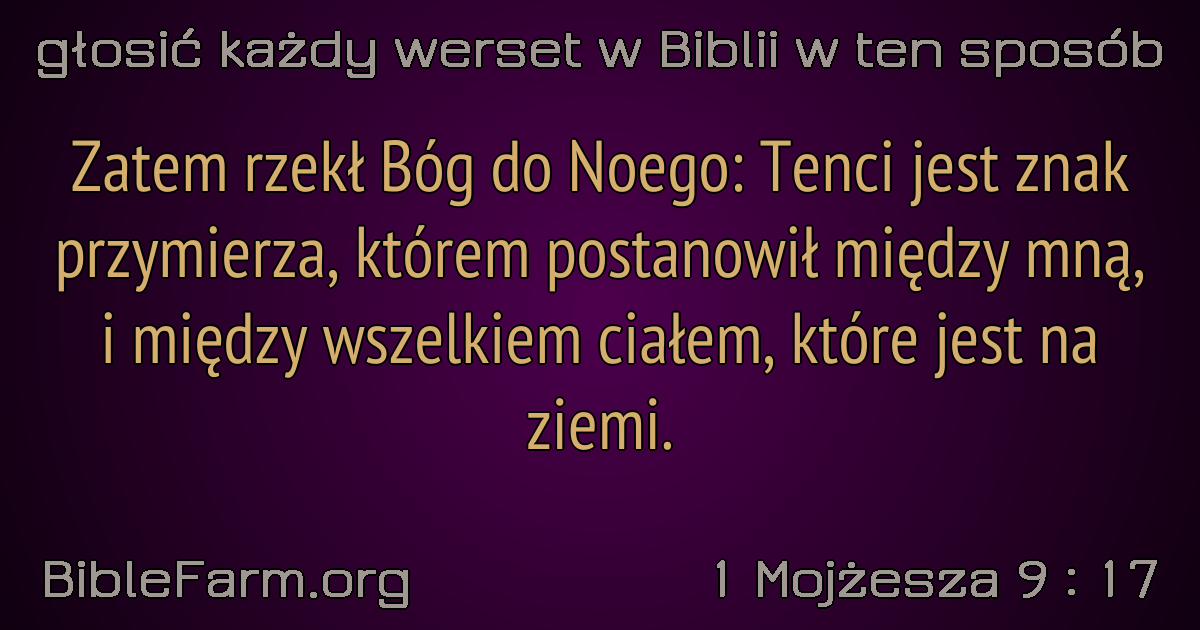 głosić każdy werset w Biblii w ten sposób
Zatem rzekł Bóg do Noego: Tenci jest znak
przymierza, którem postanowił między mną,
i między wszelkiem ciałem, które jest na
ziemi.
BibleFarm.org
1 Mojżesza 9 : 17